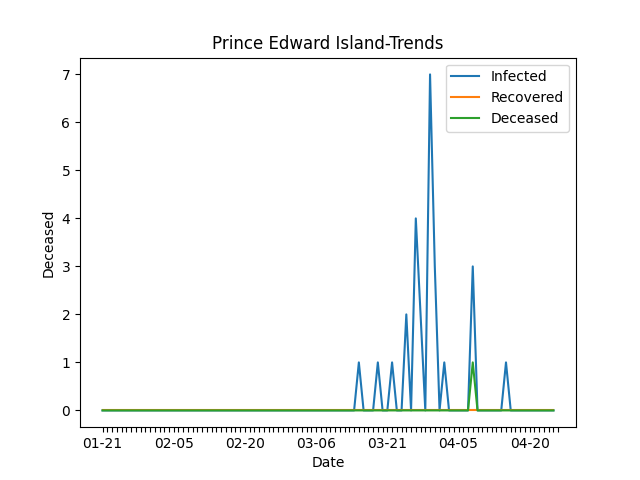 Prince Edward Island-Trends
Infected
Recovered
Deceased
Deceased
7
6
5
4
3
2
1
0
01-21 02-05 02-20 03-06 03-21 04-05 04-20
Date